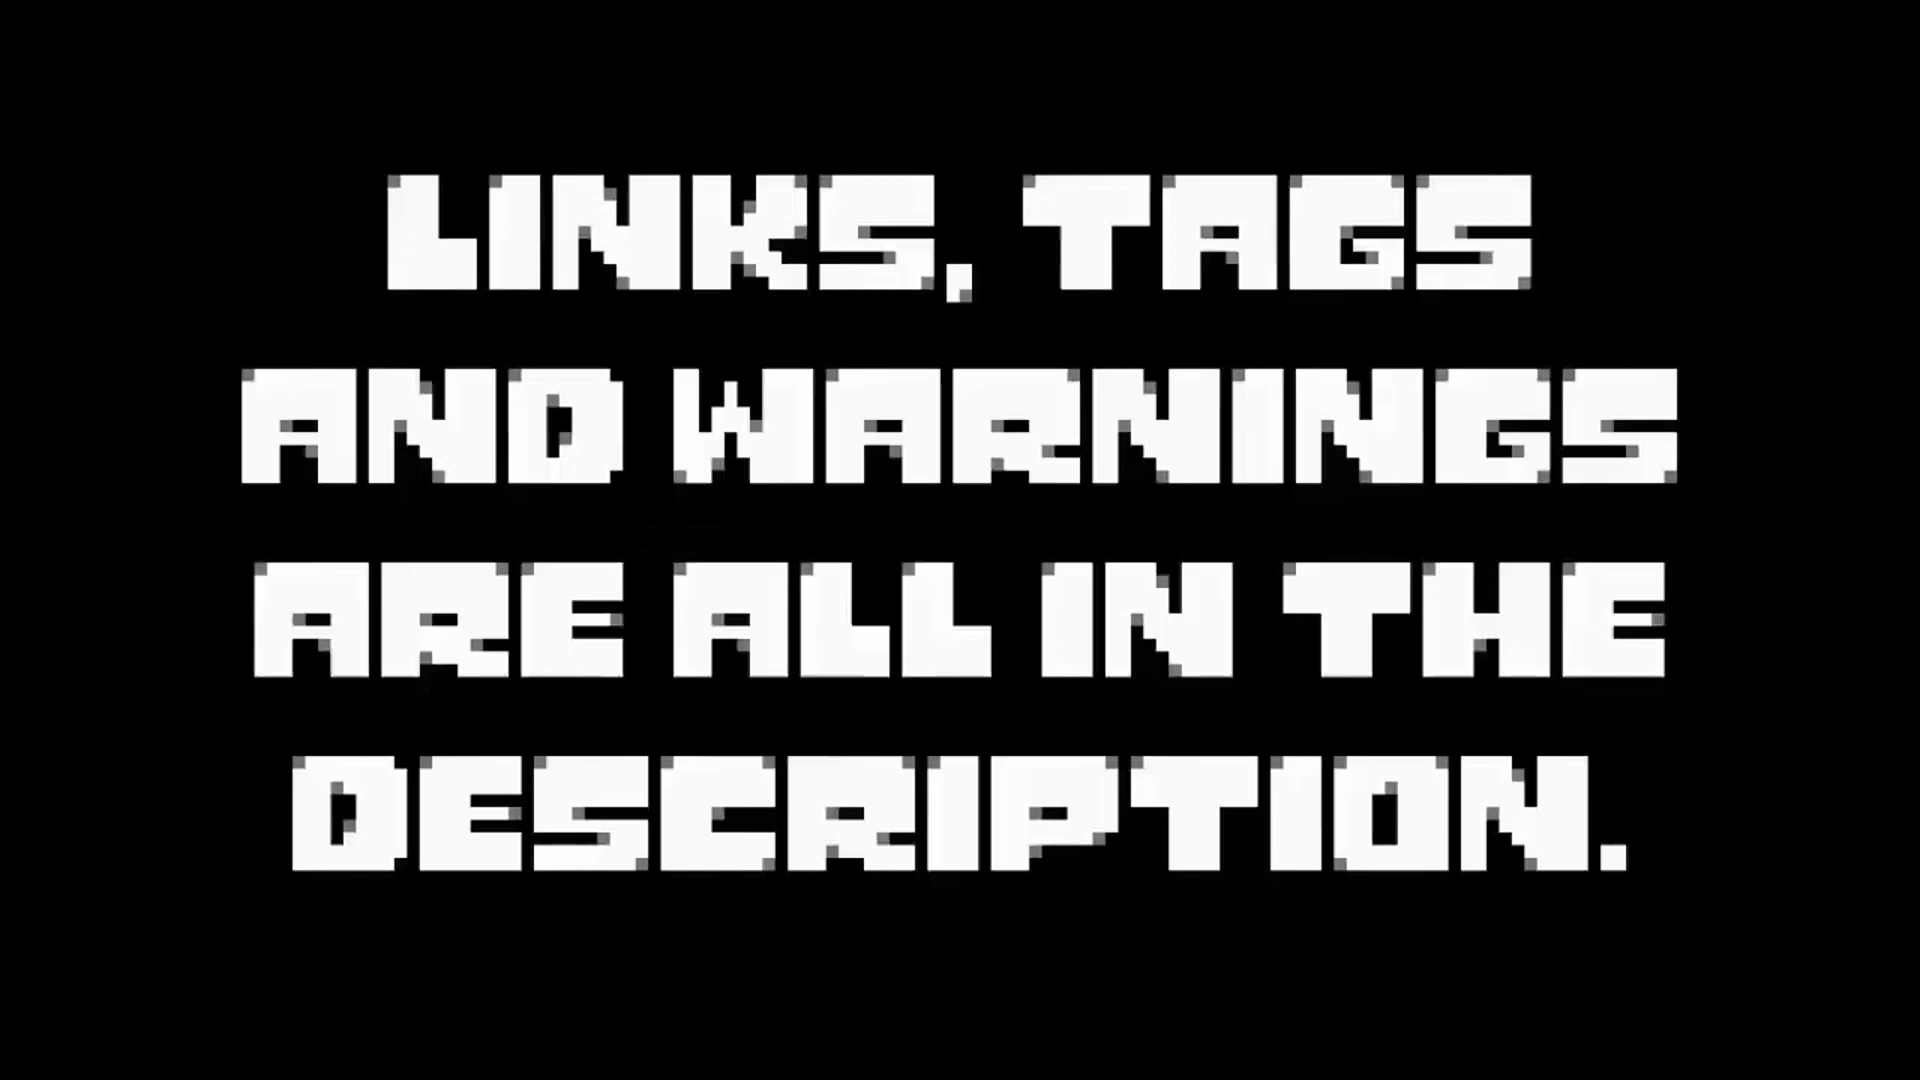 LINKS, TAGS
AND WARNINGS
ARE ALL IN THE
DESCRIPTION.